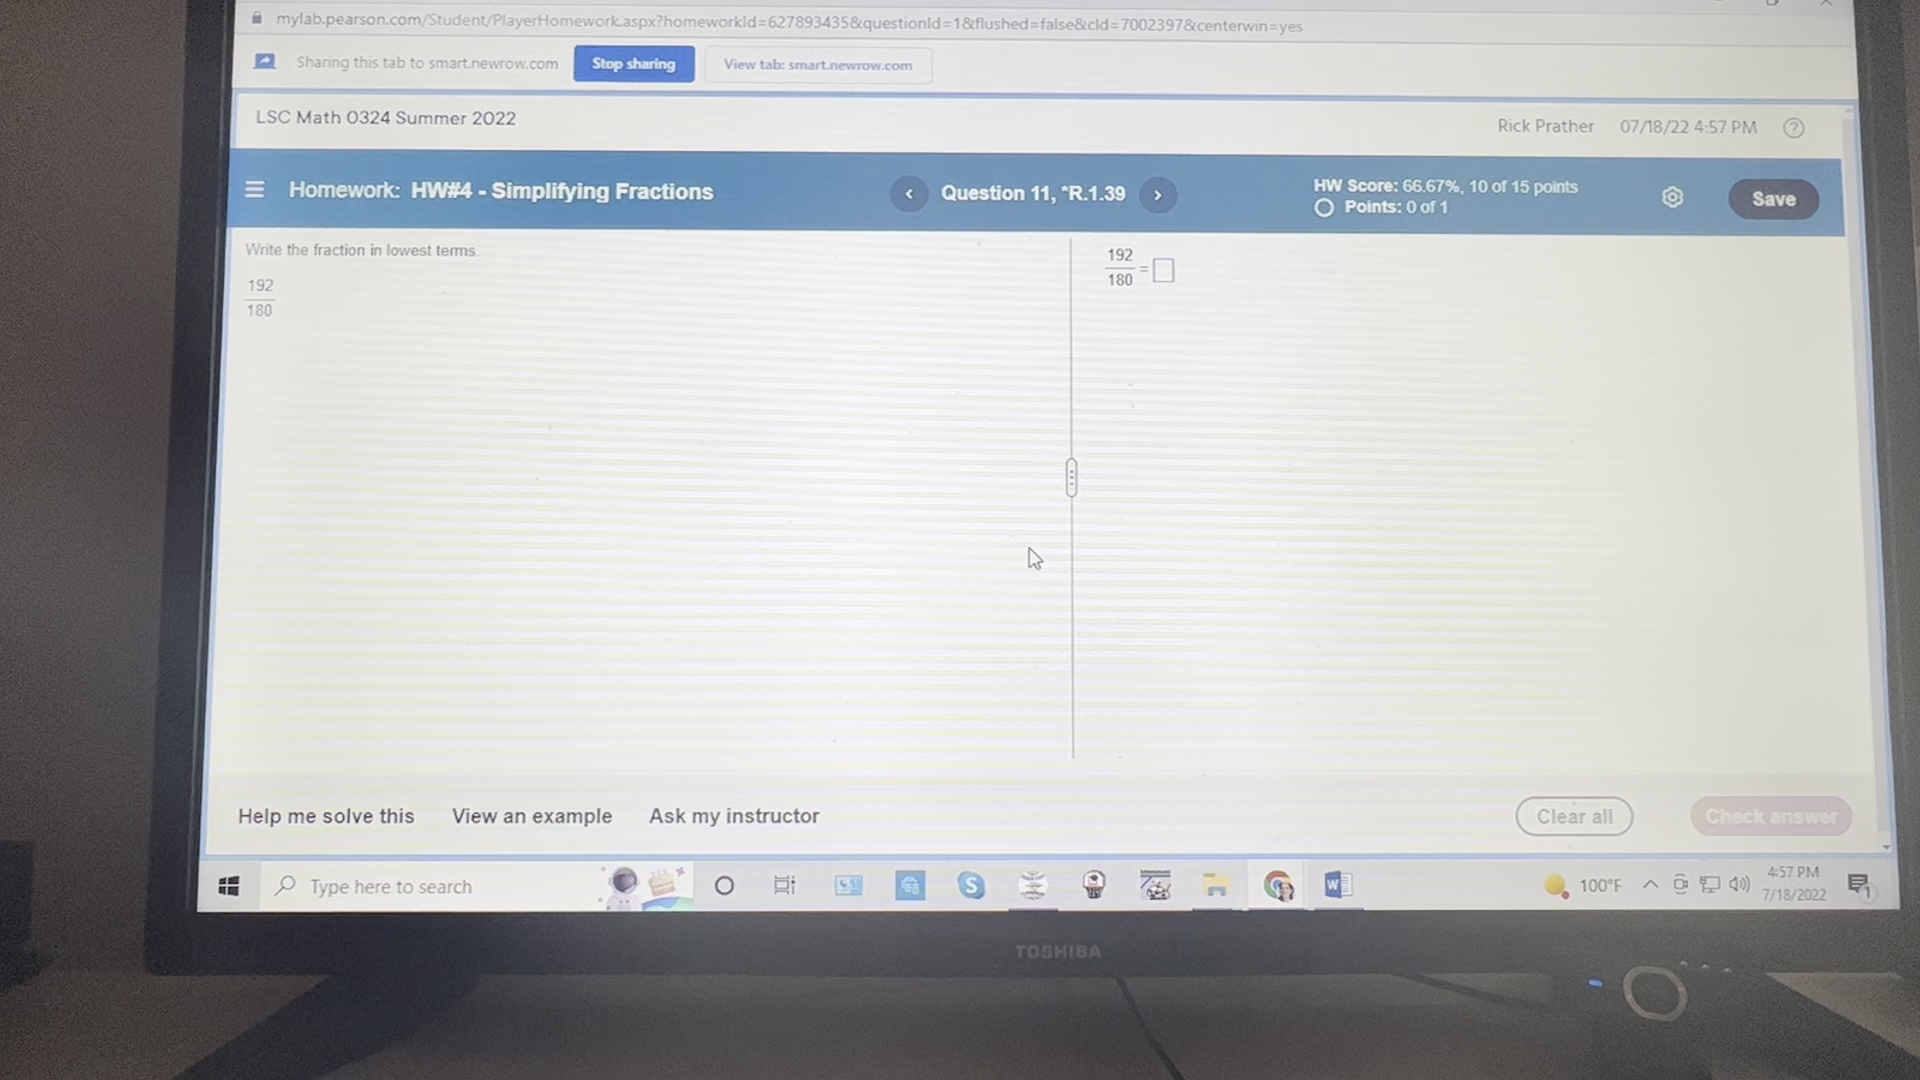 mylab.pearson.com/Student/PlayerHomework.aspx?homeworkId=627893435&questionId=1&flushed=false&cId=7002397&centerwin=yes
Sharing this tab to smart.newrow.com Stop sharing View tab: smart.newrow.com
LSC Math 0324 Summer 2022
Rick Prather 07/18/22 4:57 PM ?
Homework: HW#4 - Simplifying Fractions
Question 11, *R.1.39
HW Score: 66.67%, 10 of 15 points
Points: 0 of 1
Save
Write the fraction in lowest terms.
192
180
192
180
=
Help me solve this View an example Ask my instructor
Clear all Check answer
Type here to search
S
W
100°F
4:57 PM
7/18/2022
1
TOSHIBA